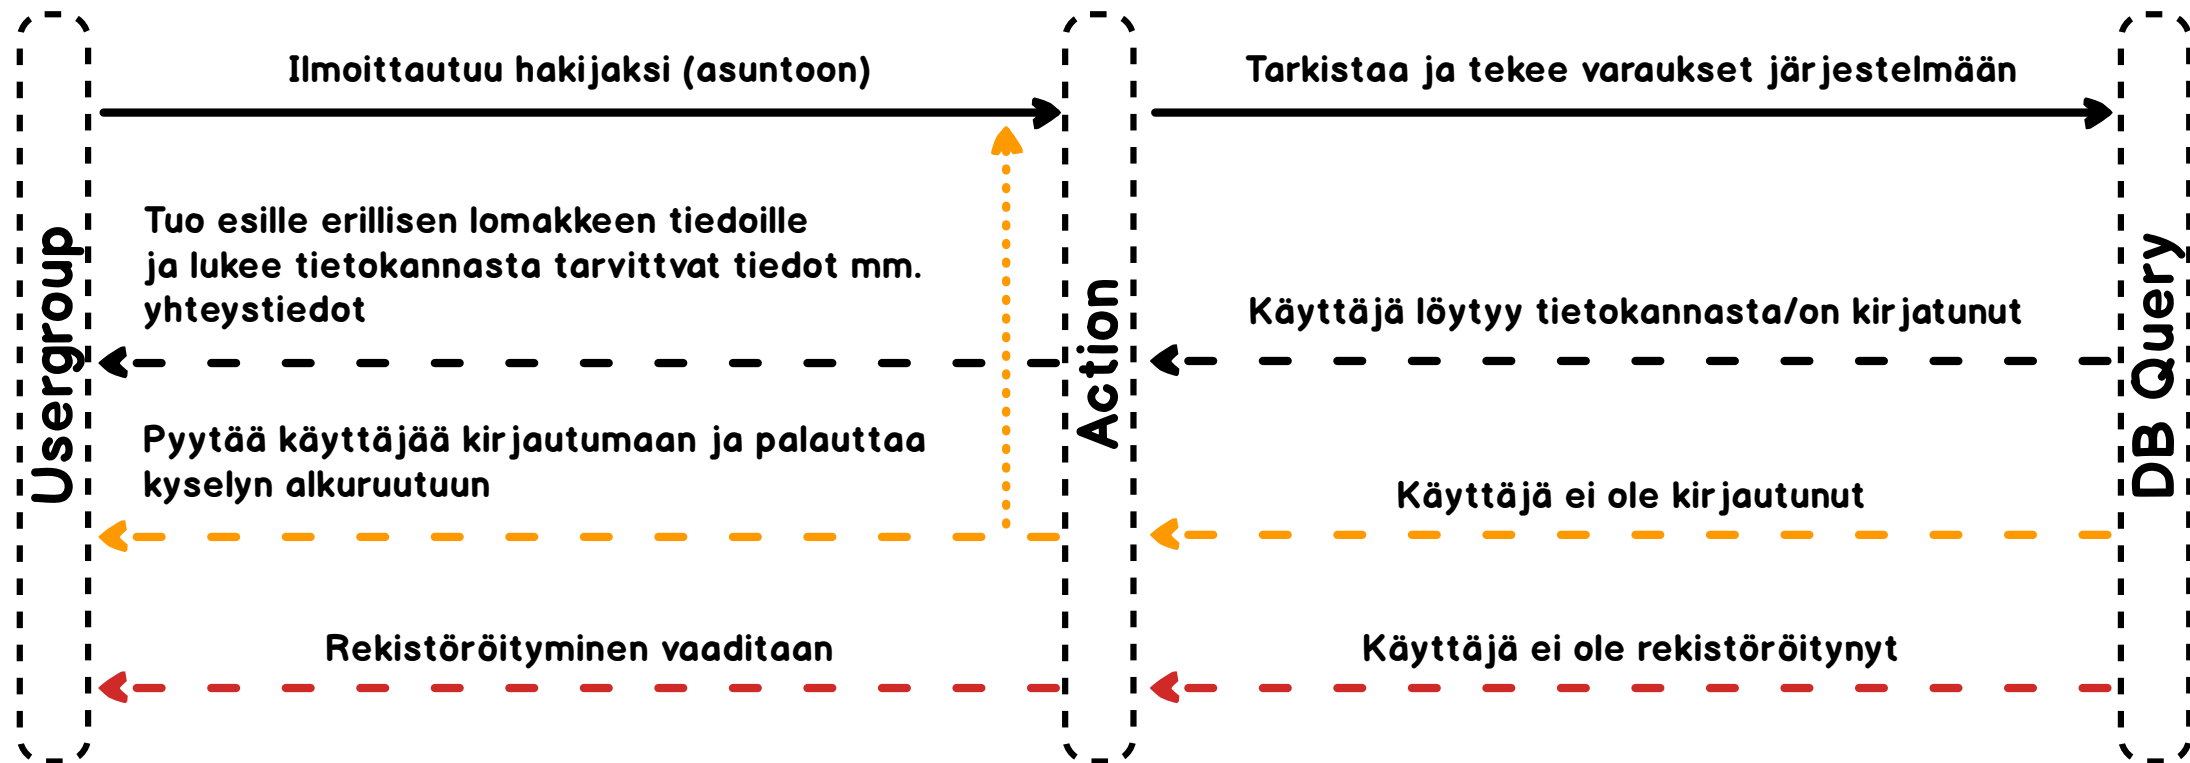 Ilmoittautuu hakijaksi (asuntoon)
Tarkistaa ja tekee varaukset järjestelmään
Tuo esille erillisen lomakkeen tiedoille
ja lukee tietokannasta tarvittvat tiedot mm.
yhteystiedot
Käyttäjä löytyy tietokannasta/on kirjatunut
Pyytää käyttäjää kirjautumaan ja palauttaa
kyselyn alkuruutuun
Käyttäjä ei ole kirjautunut
Rekistöröityminen vaaditaan
Käyttäjä ei ole rekistöröitynyt
Usergroup
Action
DB Query